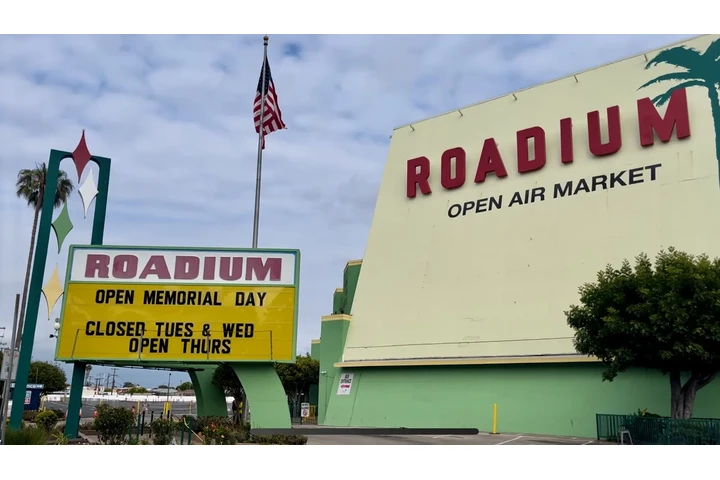 ROADIUM
OPEN AIR MARKET
ROADIUM
OPEN MEMORIAL DAY
CLOSED TUES & WED
OPEN THURS